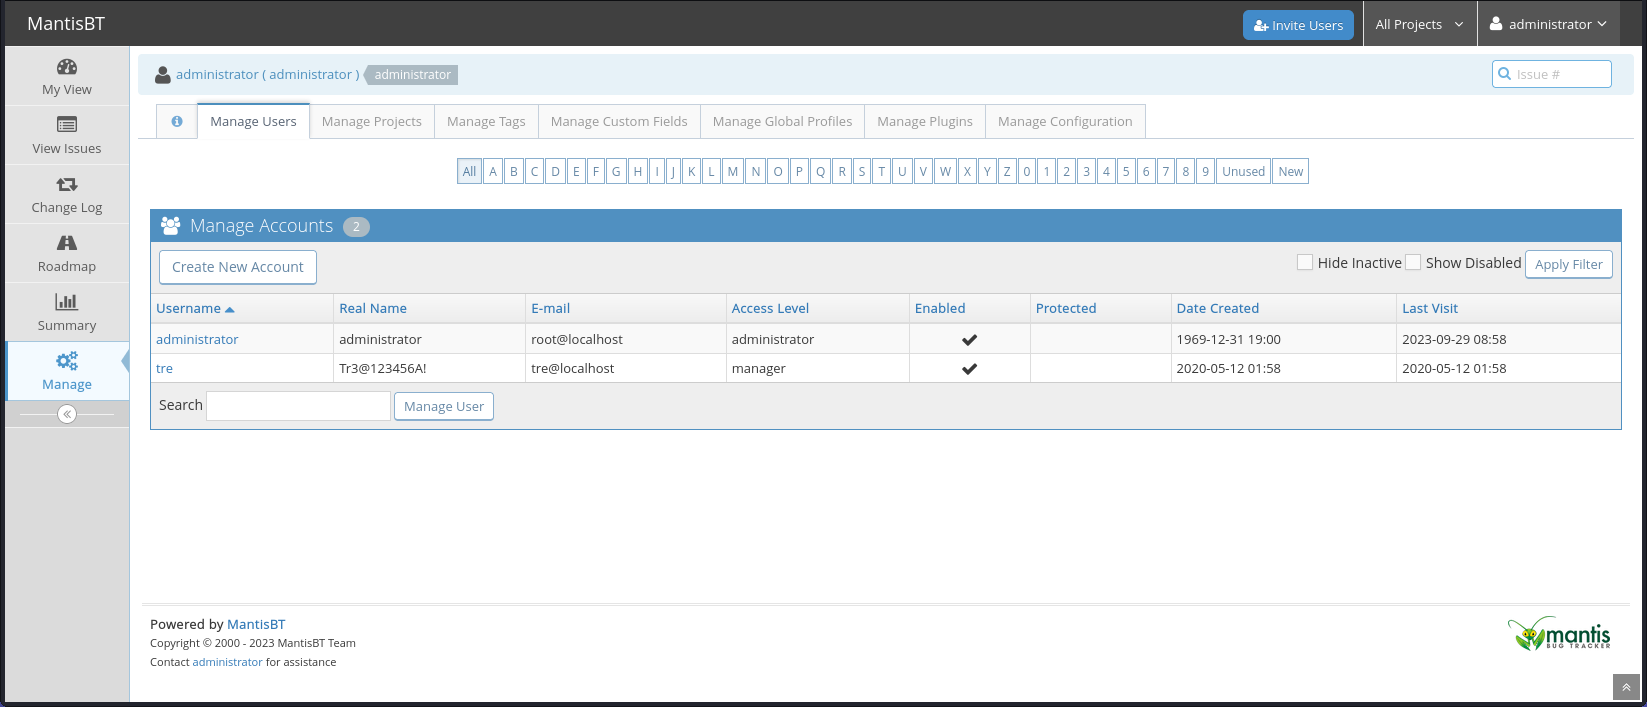 MantisBT
Invite Users
All Projects
administrator
My View
View Issues
Change Log
Roadmap
Summary
Manage
administrator ( administrator ) administrator
Issue #
Manage Users Manage Projects Manage Tags Manage Custom Fields Manage Global Profiles Manage Plugins Manage Configuration
All A B C D E F G H I J K L M N O P Q R S T U V W X Y Z 0 1 2 3 4 5 6 7 8 9 Unused New
Manage Accounts 2
Create New Account
Hide Inactive Show Disabled Apply Filter
Username Real Name E-mail Access Level Enabled Protected Date Created Last Visit
administrator administrator root@localhost administrator 1969-12-31 19:00 2023-09-29 08:58
tre Tr3@123456A! tre@localhost manager 2020-05-12 01:58 2020-05-12 01:58
Search Manage User
Powered by MantisBT
Copyright © 2000 - 2023 MantisBT Team
Contact administrator for assistance
mantis
BUG TRACKER